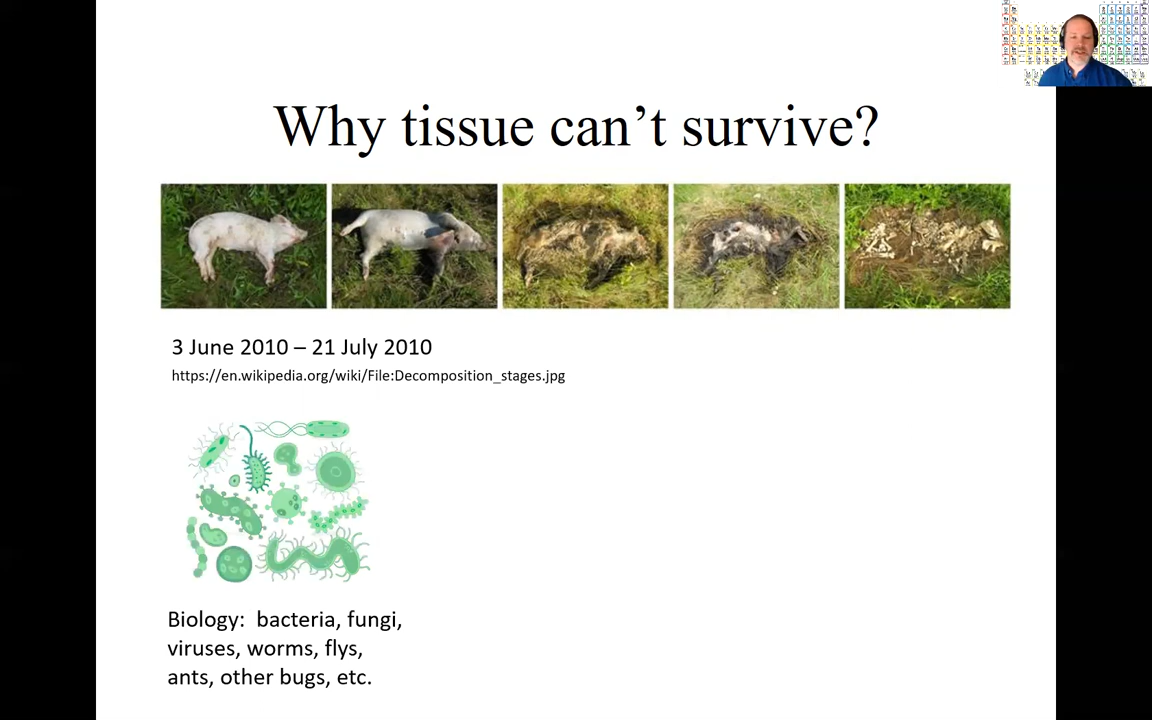 Why tissue can’t survive?
3 June 2010 – 21 July 2010
https://en.wikipedia.org/wiki/File:Decomposition_stages.jpg
Biology:  bacteria, fungi,
viruses, worms, flys,
ants, other bugs, etc.